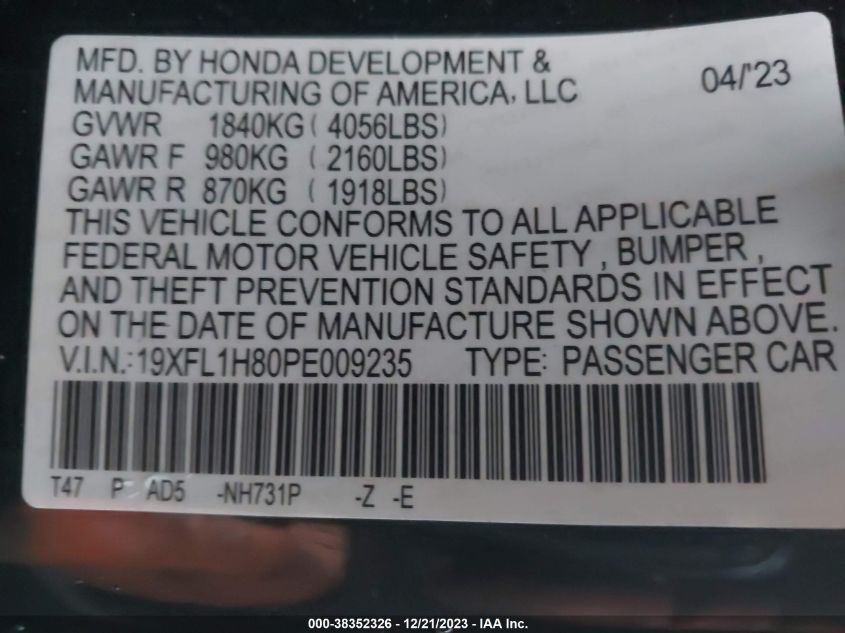 MFD. BY HONDA DEVELOPMENT &
MANUFACTURING OF AMERICA, LLC 04/'23
GVWR 1840KG ( 4056LBS)
GAWR F 980KG ( 2160LBS)
GAWR R 870KG ( 1918LBS)
THIS VEHICLE CONFORMS TO ALL APPLICABLE
FEDERAL MOTOR VEHICLE SAFETY , BUMPER ,
AND THEFT PREVENTION STANDARDS IN EFFECT
ON THE DATE OF MANUFACTURE SHOWN ABOVE.
V.I.N.: 19XFL1H80PE009235 TYPE: PASSENGER CAR
T47 P AD5 -NH731P -Z -E
000-38352326 - 12/21/2023 - IAA Inc.